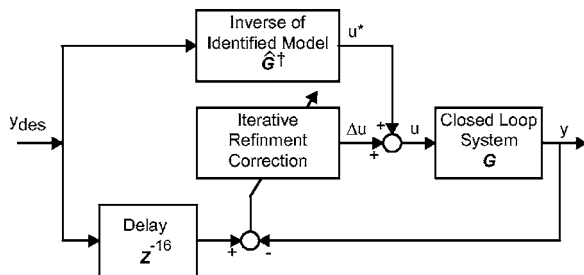 Inverse of
Identified Model
Ĝ†
u*
Iterative
Refinment
Correction
Δu
+
+
u
Closed Loop
System
G
y
ydes
Delay
z-16
+
-